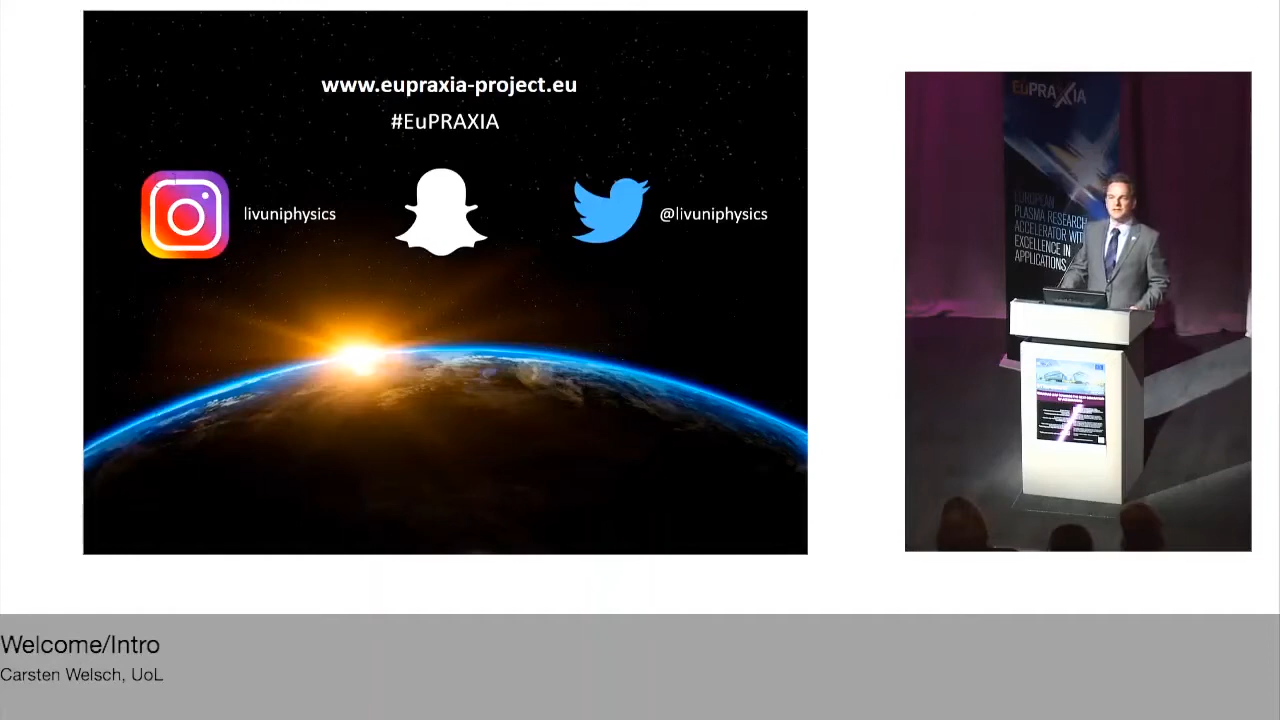 www.eupraxia-project.eu
#EuPRAXIA
livuniphysics
@livuniphysics
EuPRAXIA
EUROPEAN
PLASMA RESEARCH
ACCELERATOR WITH
EXCELLENCE IN
APPLICATIONS
Welcome/Intro
Carsten Welsch, UoL